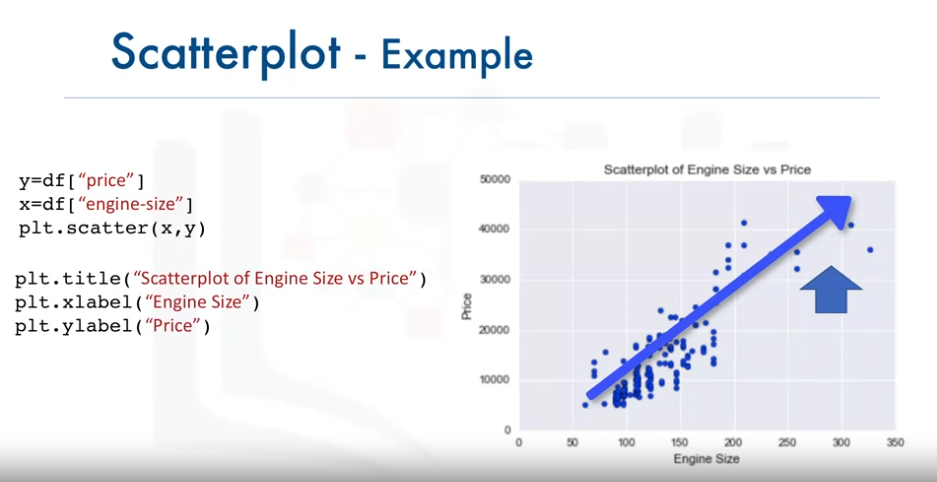 Scatterplot - Example
y=df[“price”]
x=df[“engine-size”]
plt.scatter(x,y)
plt.title(“Scatterplot of Engine Size vs Price”)
plt.xlabel(“Engine Size”)
plt.ylabel(“Price”)
Scatterplot of Engine Size vs Price
Price
50000
40000
30000
20000
10000
0
0 50 100 150 200 250 300 350
Engine Size